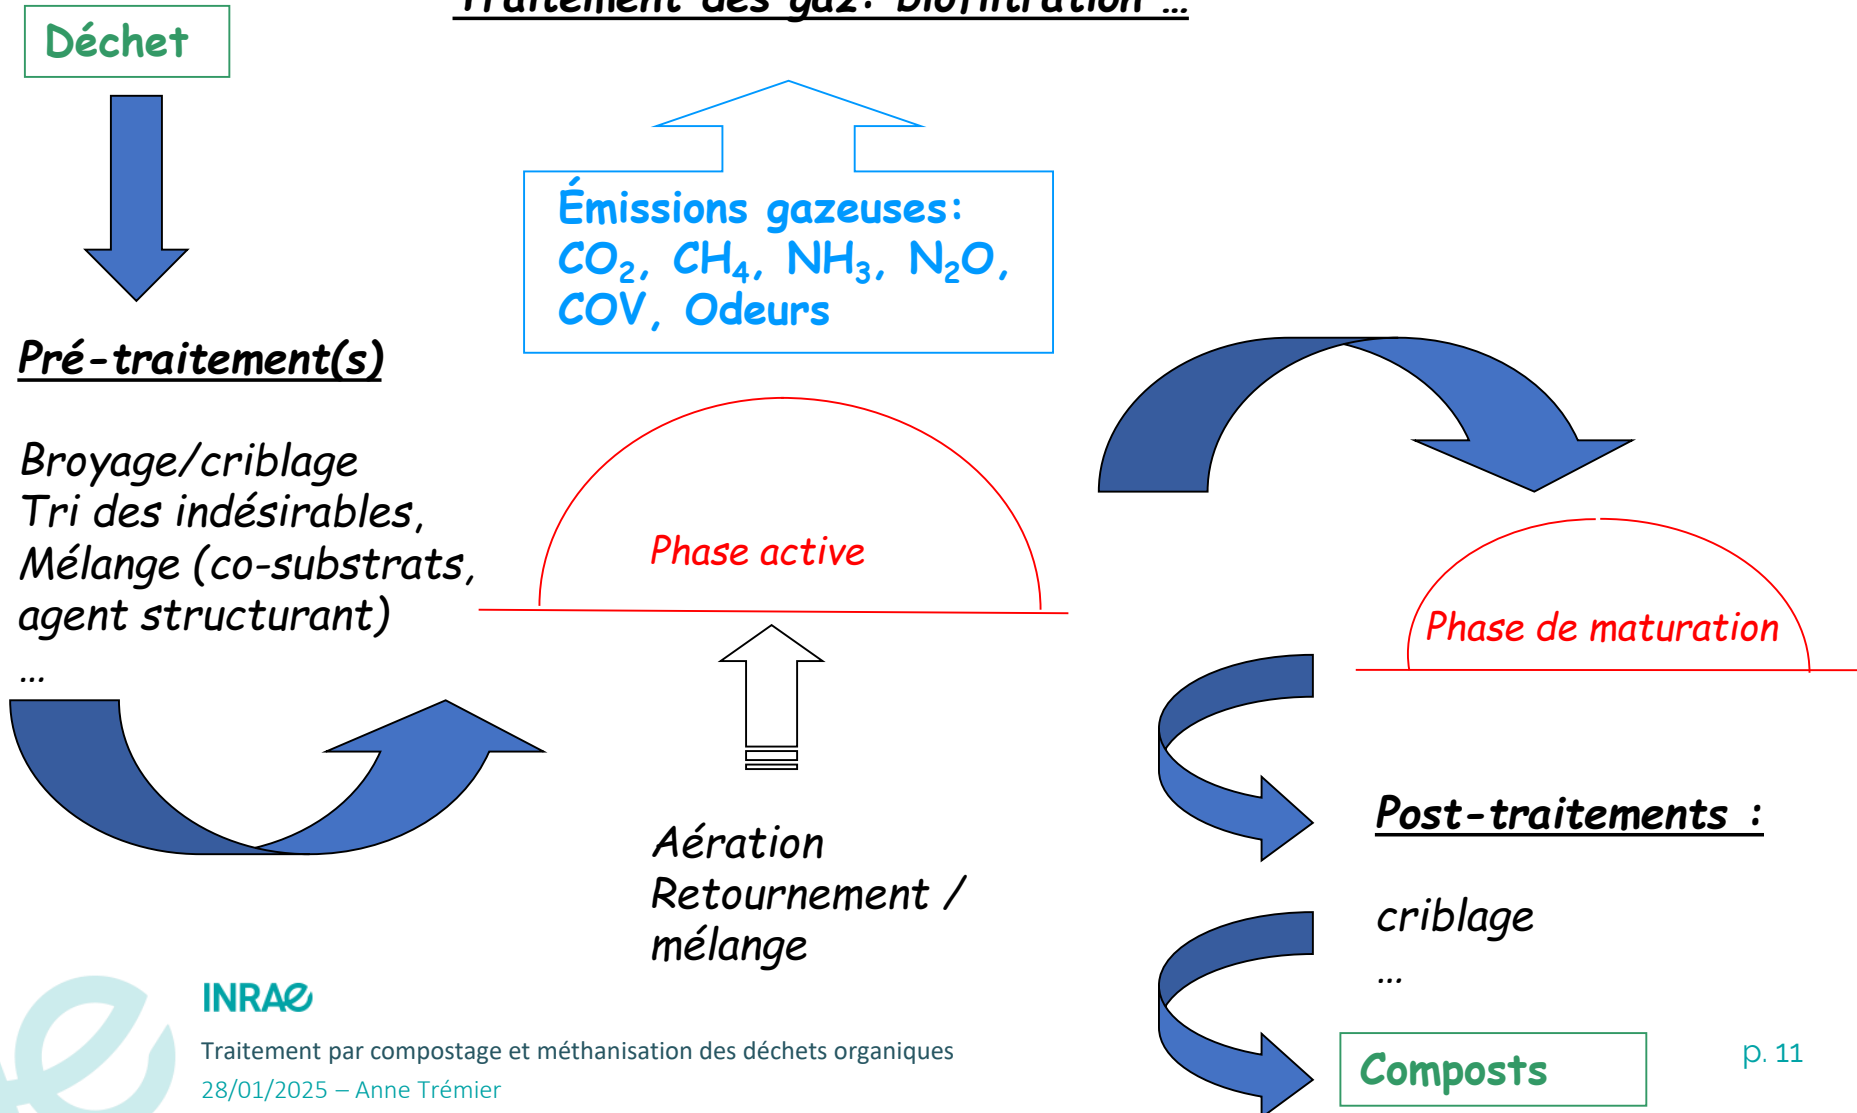 Traitement des gaz: biofiltration …
Déchet
Émissions gazeuses:
CO₂, CH₄, NH₃, N₂O,
COV, Odeurs
Pré-traitement(s)
Broyage/criblage
Tri des indésirables,
Mélange (co-substrats,
agent structurant)
…
Phase active
Phase de maturation
Aération
Retournement /
mélange
Post-traitements :
criblage
…
Composts
INRAE
Traitement par compostage et méthanisation des déchets organiques
28/01/2025 – Anne Trémier
p. 11